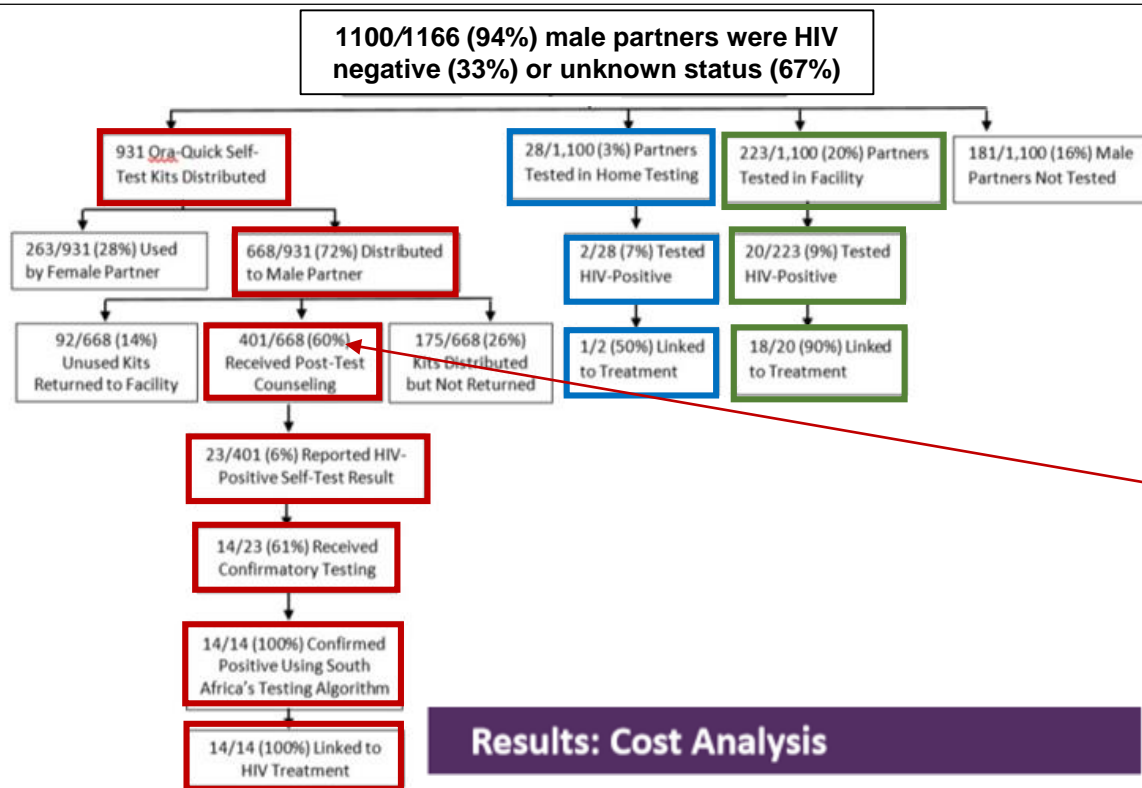 1100/1166 (94%) male partners were HIV
negative (33%) or unknown status (67%)
931 Ora-Quick Self-
Test Kits Distributed
28/1,100 (3%) Partners
Tested in Home Testing
223/1,100 (20%) Partners
Tested in Facility
181/1,100 (16%) Male
Partners Not Tested
263/931 (28%) Used
by Female Partner
668/931 (72%) Distributed
to Male Partner
2/28 (7%) Tested
HIV-Positive
20/223 (9%) Tested
HIV-Positive
92/668 (14%)
Unused Kits
Returned to Facility
401/668 (60%)
Received Post-Test
Counseling
175/668 (26%)
Kits Distributed
but Not Returned
1/2 (50%) Linked
to Treatment
18/20 (90%) Linked
to Treatment
23/401 (6%) Reported HIV-
Positive Self-Test Result
14/23 (61%) Received
Confirmatory Testing
14/14 (100%) Confirmed
Positive Using South
Africa's Testing Algorithm
14/14 (100%) Linked to
HIV Treatment
Results: Cost Analysis